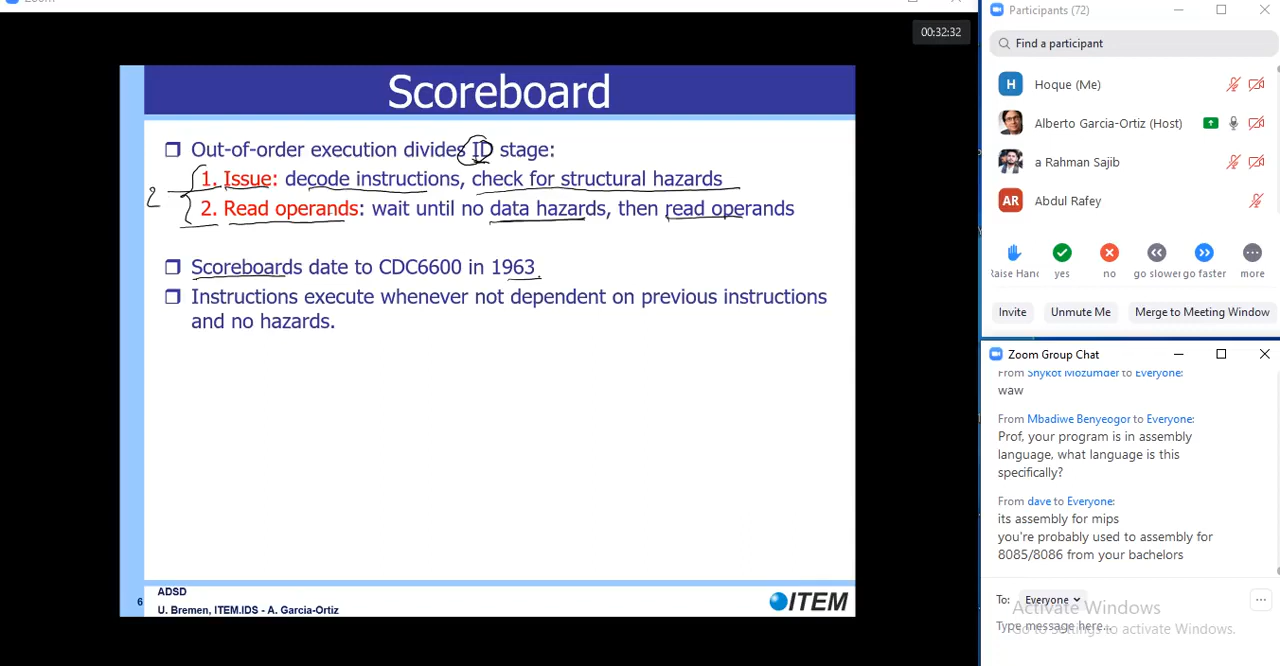 Zoom
00:32:32
Scoreboard
Out-of-order execution divides ID stage:
1. Issue: decode instructions, check for structural hazards
2. Read operands: wait until no data hazards, then read operands
2
Scoreboards date to CDC6600 in 1963.
Instructions execute whenever not dependent on previous instructions
and no hazards.
ADSD
6
U. Bremen, ITEM.IDS - A. Garcia-Ortiz
ITEM
Participants (72)
Find a participant
H Hoque (Me)
Alberto Garcia-Ortiz (Host)
a Rahman Sajib
AR Abdul Rafey
Raise Hand yes no go slower go faster more
Invite Unmute Me Merge to Meeting Window
Zoom Group Chat
From Snykot Mozumder to Everyone:
waw
From Mbadiwe Benyeogor to Everyone:
Prof, your program is in assembly
language, what language is this
specifically?
From dave to Everyone:
its assembly for mips
you're probably used to assembly for
8085/8086 from your bachelors
To: Everyone
Activate Windows
Type message here...
Go to Settings to activate Windows.